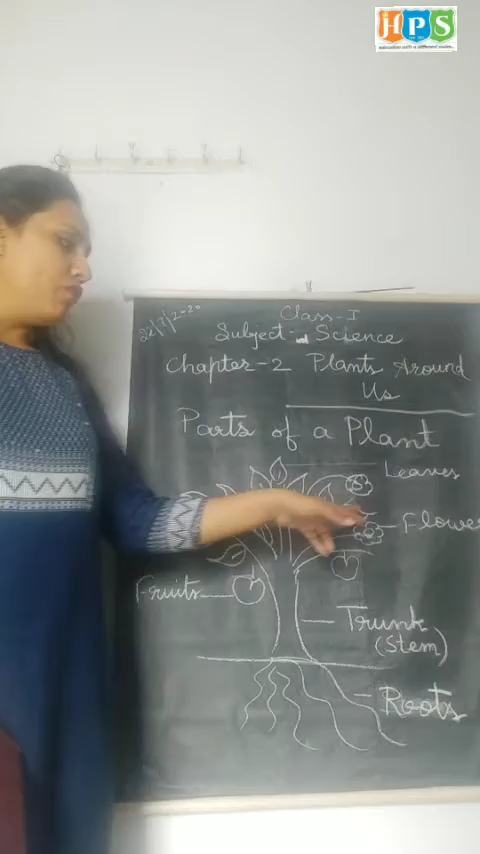 HPS
22/7/2020
Class-I
Subject - Science
Chapter-2 Plants Around
Us
Parts of a Plant
Leaves
Flowe
Fruits
Trunk
(Stem)
Roots